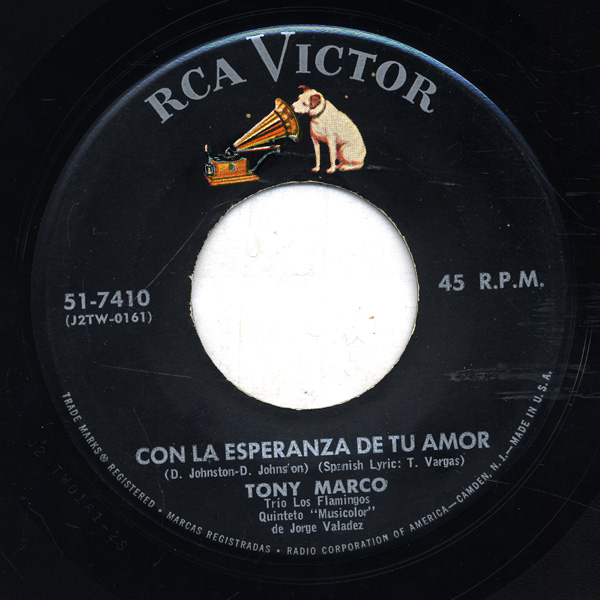 RCA VICTOR
51-7410
(J2TW-0161)
45 R.P.M.
CON LA ESPERANZA DE TU AMOR
(D. Johnston-D. Johns'on) (Spanish Lyric: T. Vargas)
TONY MARCO
Trio Los Flamingos
Quinteto "Musicolor"
de Jorge Valadez
TRADE MARKS ® REGISTERED • MARCAS REGISTRADAS • RADIO CORPORATION OF AMERICA—CAMDEN, N.J.—MADE IN U.S.A.